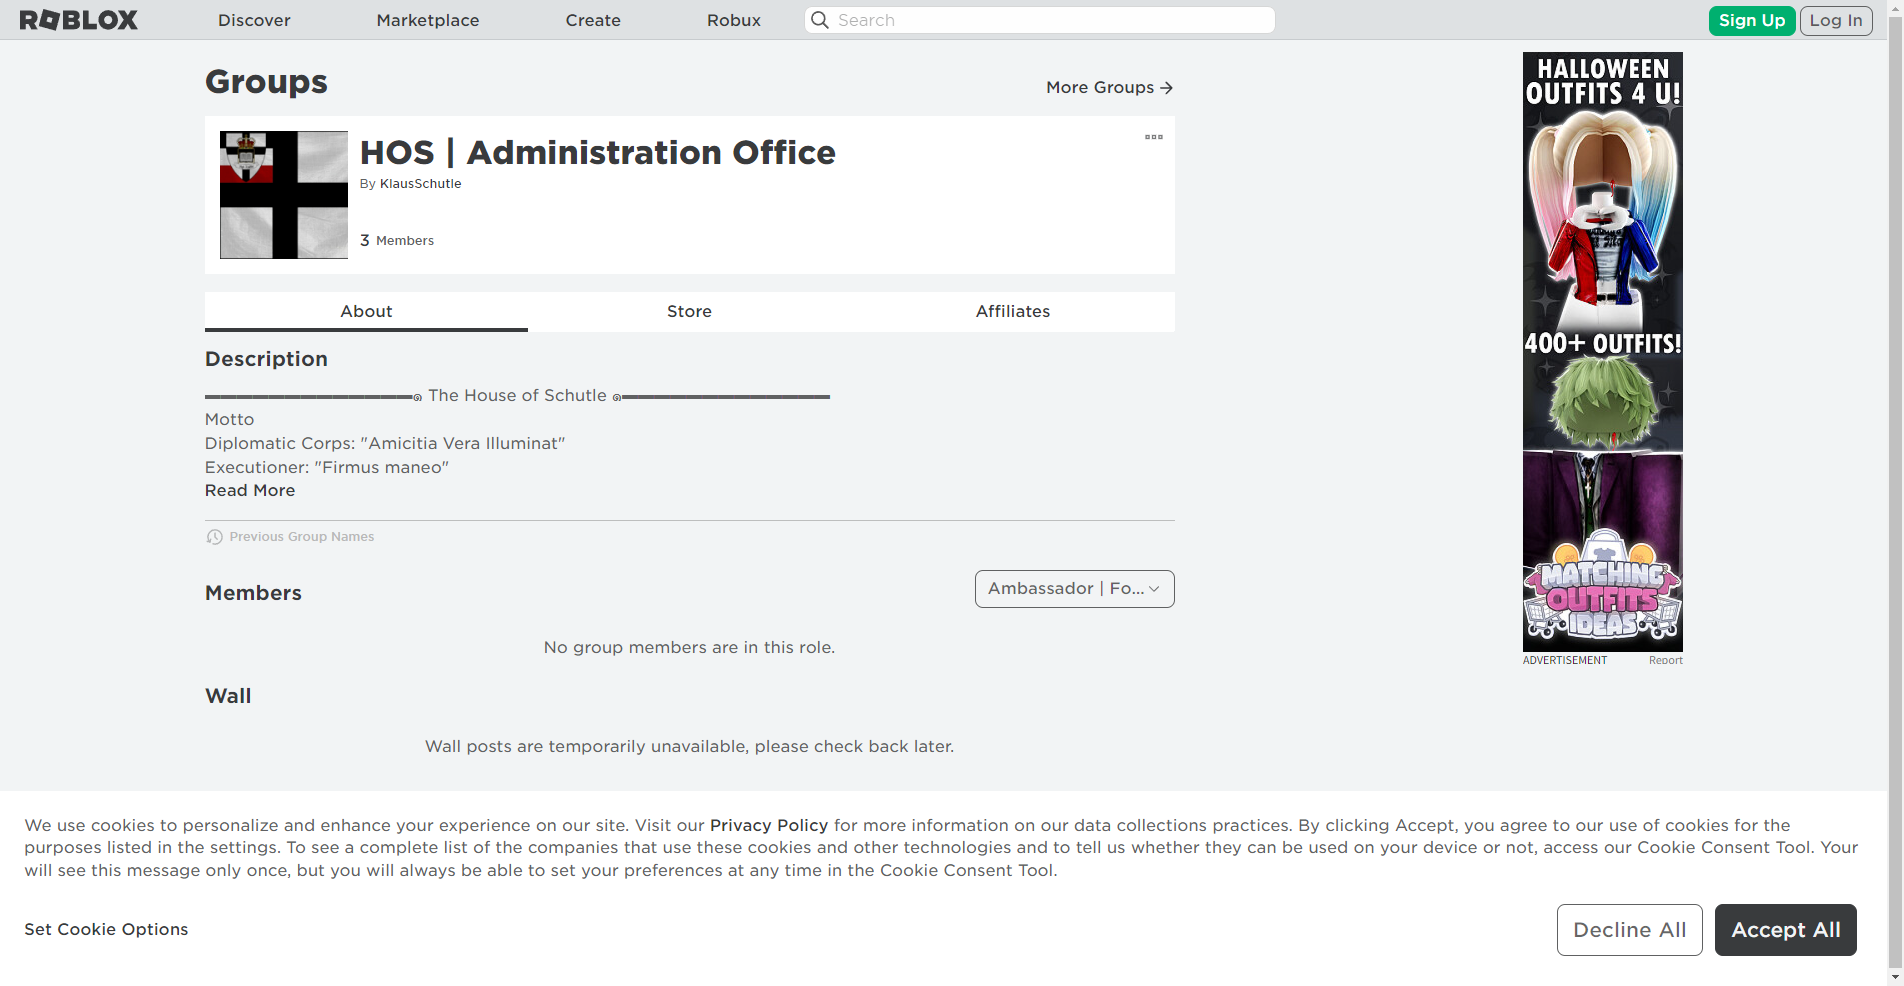 ROBLOX
Discover
Marketplace
Create
Robux
Search
Sign Up
Log In
Groups
More Groups →
HOS | Administration Office
By KlausSchutle
3 Members
About
Store
Affiliates
Description
▬▬▬▬▬▬▬▬▬▬▬▬▬๑ The House of Schutle ๑▬▬▬▬▬▬▬▬▬▬▬▬▬
Motto
Diplomatic Corps: "Amicitia Vera Illuminat"
Executioner: "Firmus maneo"
Read More
Previous Group Names
Members
Ambassador | Fo...
No group members are in this role.
Wall
Wall posts are temporarily unavailable, please check back later.
HALLOWEEN
OUTFITS 4 U!
400+ OUTFITS!
MATCHING
OUTFITS
IDEAS
ADVERTISEMENT
Report
We use cookies to personalize and enhance your experience on our site. Visit our Privacy Policy for more information on our data collections practices. By clicking Accept, you agree to our use of cookies for the
purposes listed in the settings. To see a complete list of the companies that use these cookies and other technologies and to tell us whether they can be used on your device or not, access our Cookie Consent Tool. Your
will see this message only once, but you will always be able to set your preferences at any time in the Cookie Consent Tool.
Set Cookie Options
Decline All
Accept All